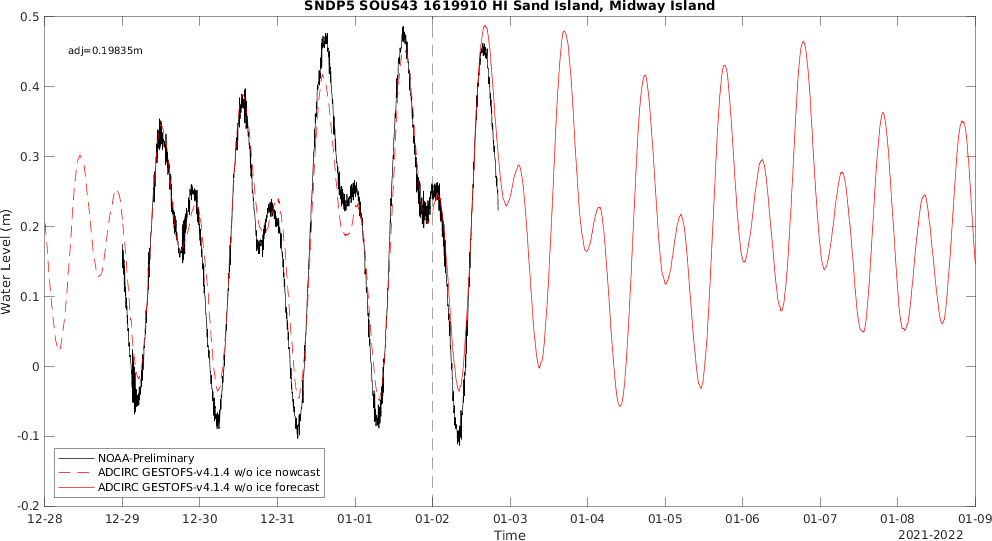 SNDP5 SOUS43 1619910 HI Sand Island, Midway Island
adj=0.19835m
Water Level (m)
0.5
0.4
0.3
0.2
0.1
0
-0.1
-0.2
NOAA-Preliminary
ADCIRC GESTOFS-v4.1.4 w/o ice nowcast
ADCIRC GESTOFS-v4.1.4 w/o ice forecast
12-28 12-29 12-30 12-31 01-01 01-02 01-03 01-04 01-05 01-06 01-07 01-08 01-09
Time
2021-2022